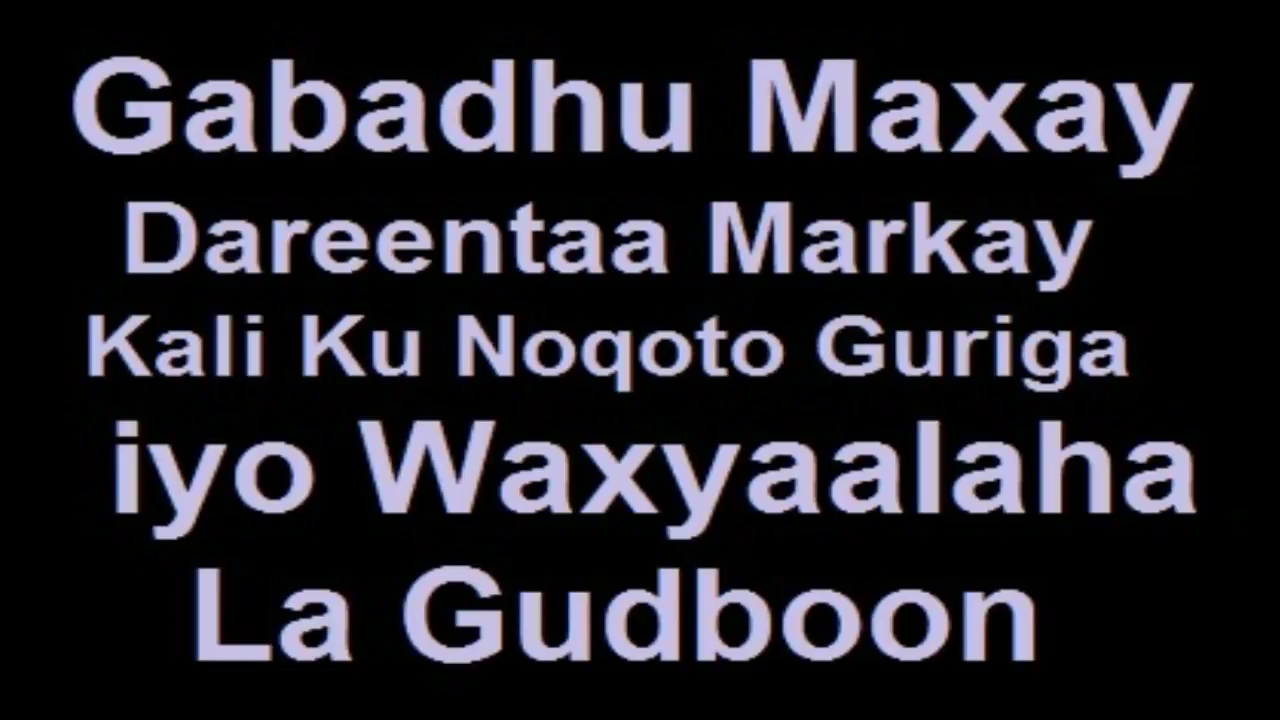 Gabadhu Maxay
Dareentaa Markay
Kali Ku Noqoto Guriga
iyo Waxyaalaha
La Gudboon